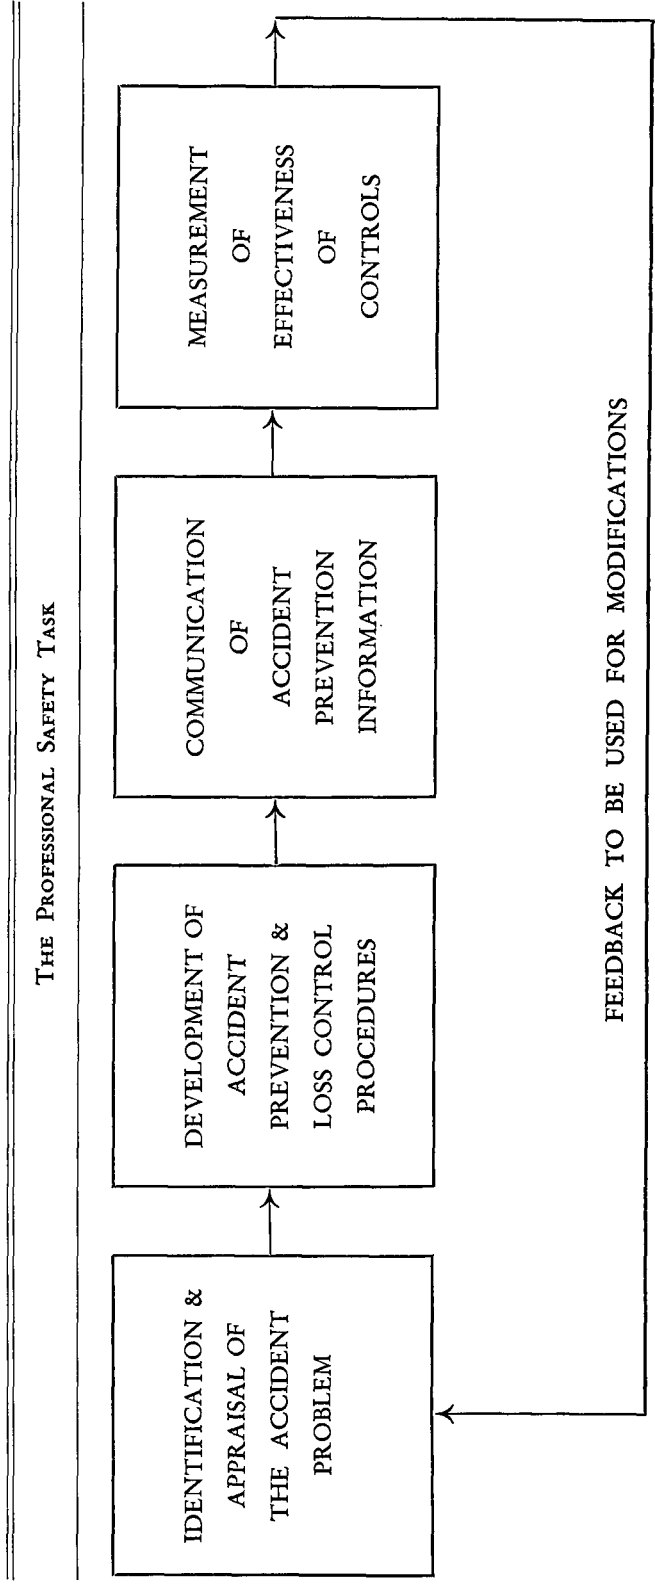 The Professional Safety Task
IDENTIFICATION &
APPRAISAL OF
THE ACCIDENT
PROBLEM
DEVELOPMENT OF
ACCIDENT
PREVENTION &
LOSS CONTROL
PROCEDURES
COMMUNICATION
OF
ACCIDENT
PREVENTION
INFORMATION
MEASUREMENT
OF
EFFECTIVENESS
OF
CONTROLS
FEEDBACK TO BE USED FOR MODIFICATIONS